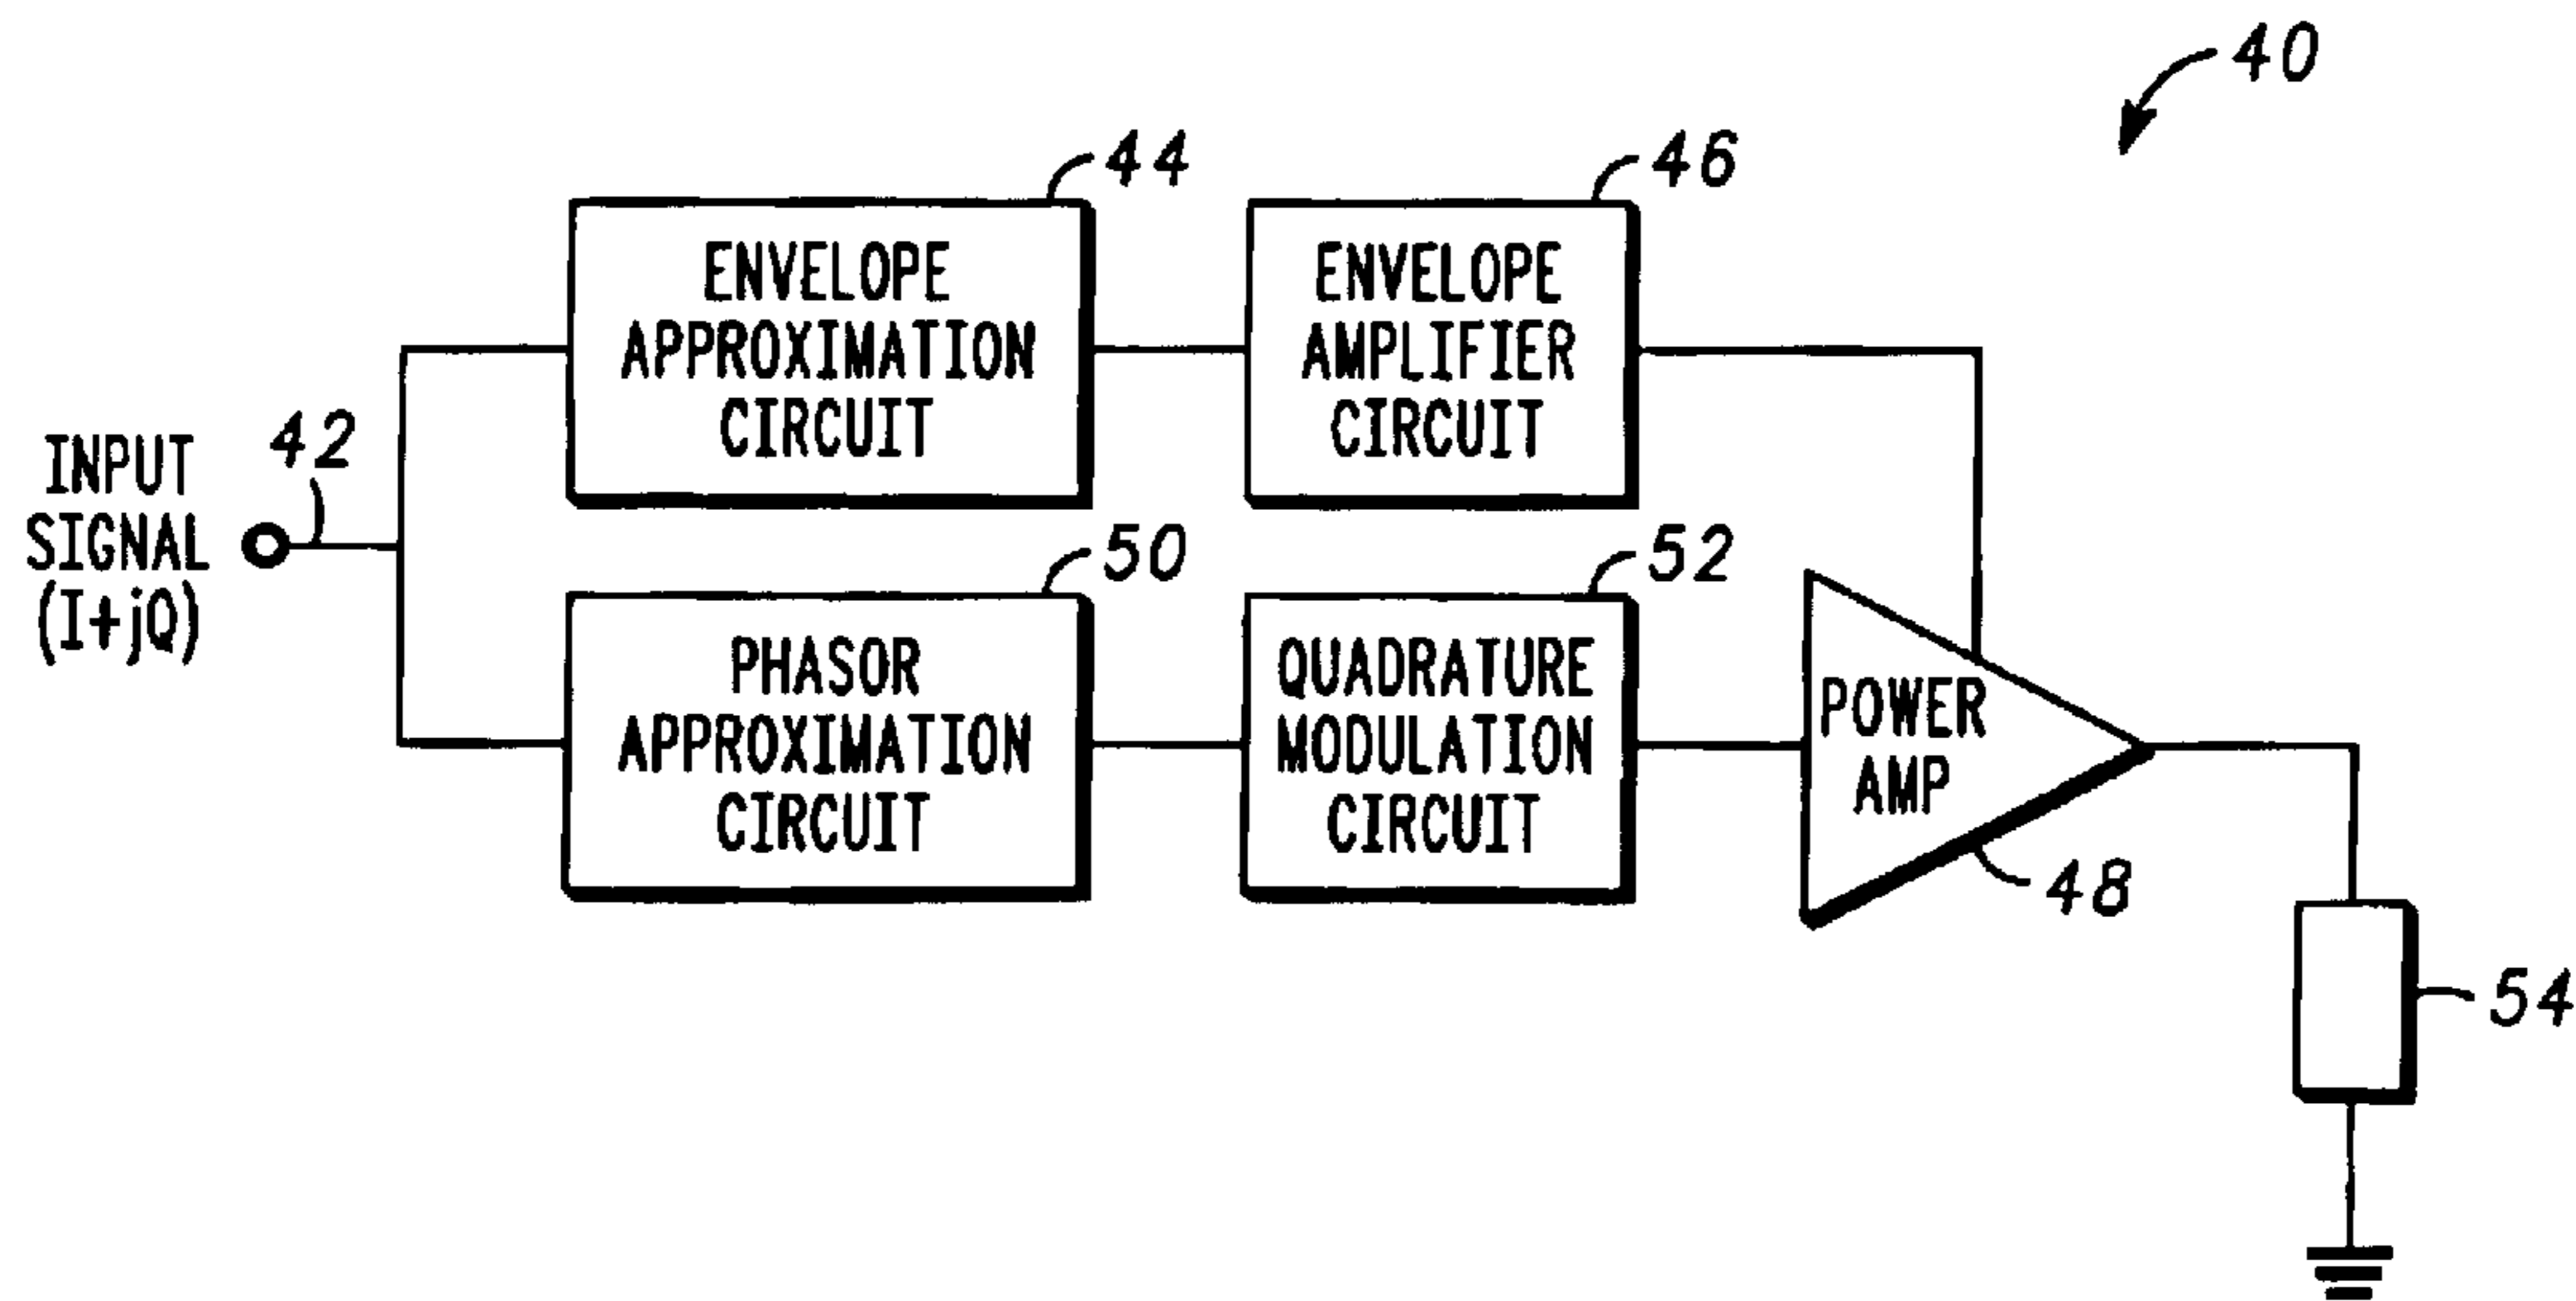 40
44
46
ENVELOPE
APPROXIMATION
CIRCUIT
ENVELOPE
AMPLIFIER
CIRCUIT
INPUT
SIGNAL
(I+jQ)
42
50
52
PHASOR
APPROXIMATION
CIRCUIT
QUADRATURE
MODULATION
CIRCUIT
POWER
AMP
48
54